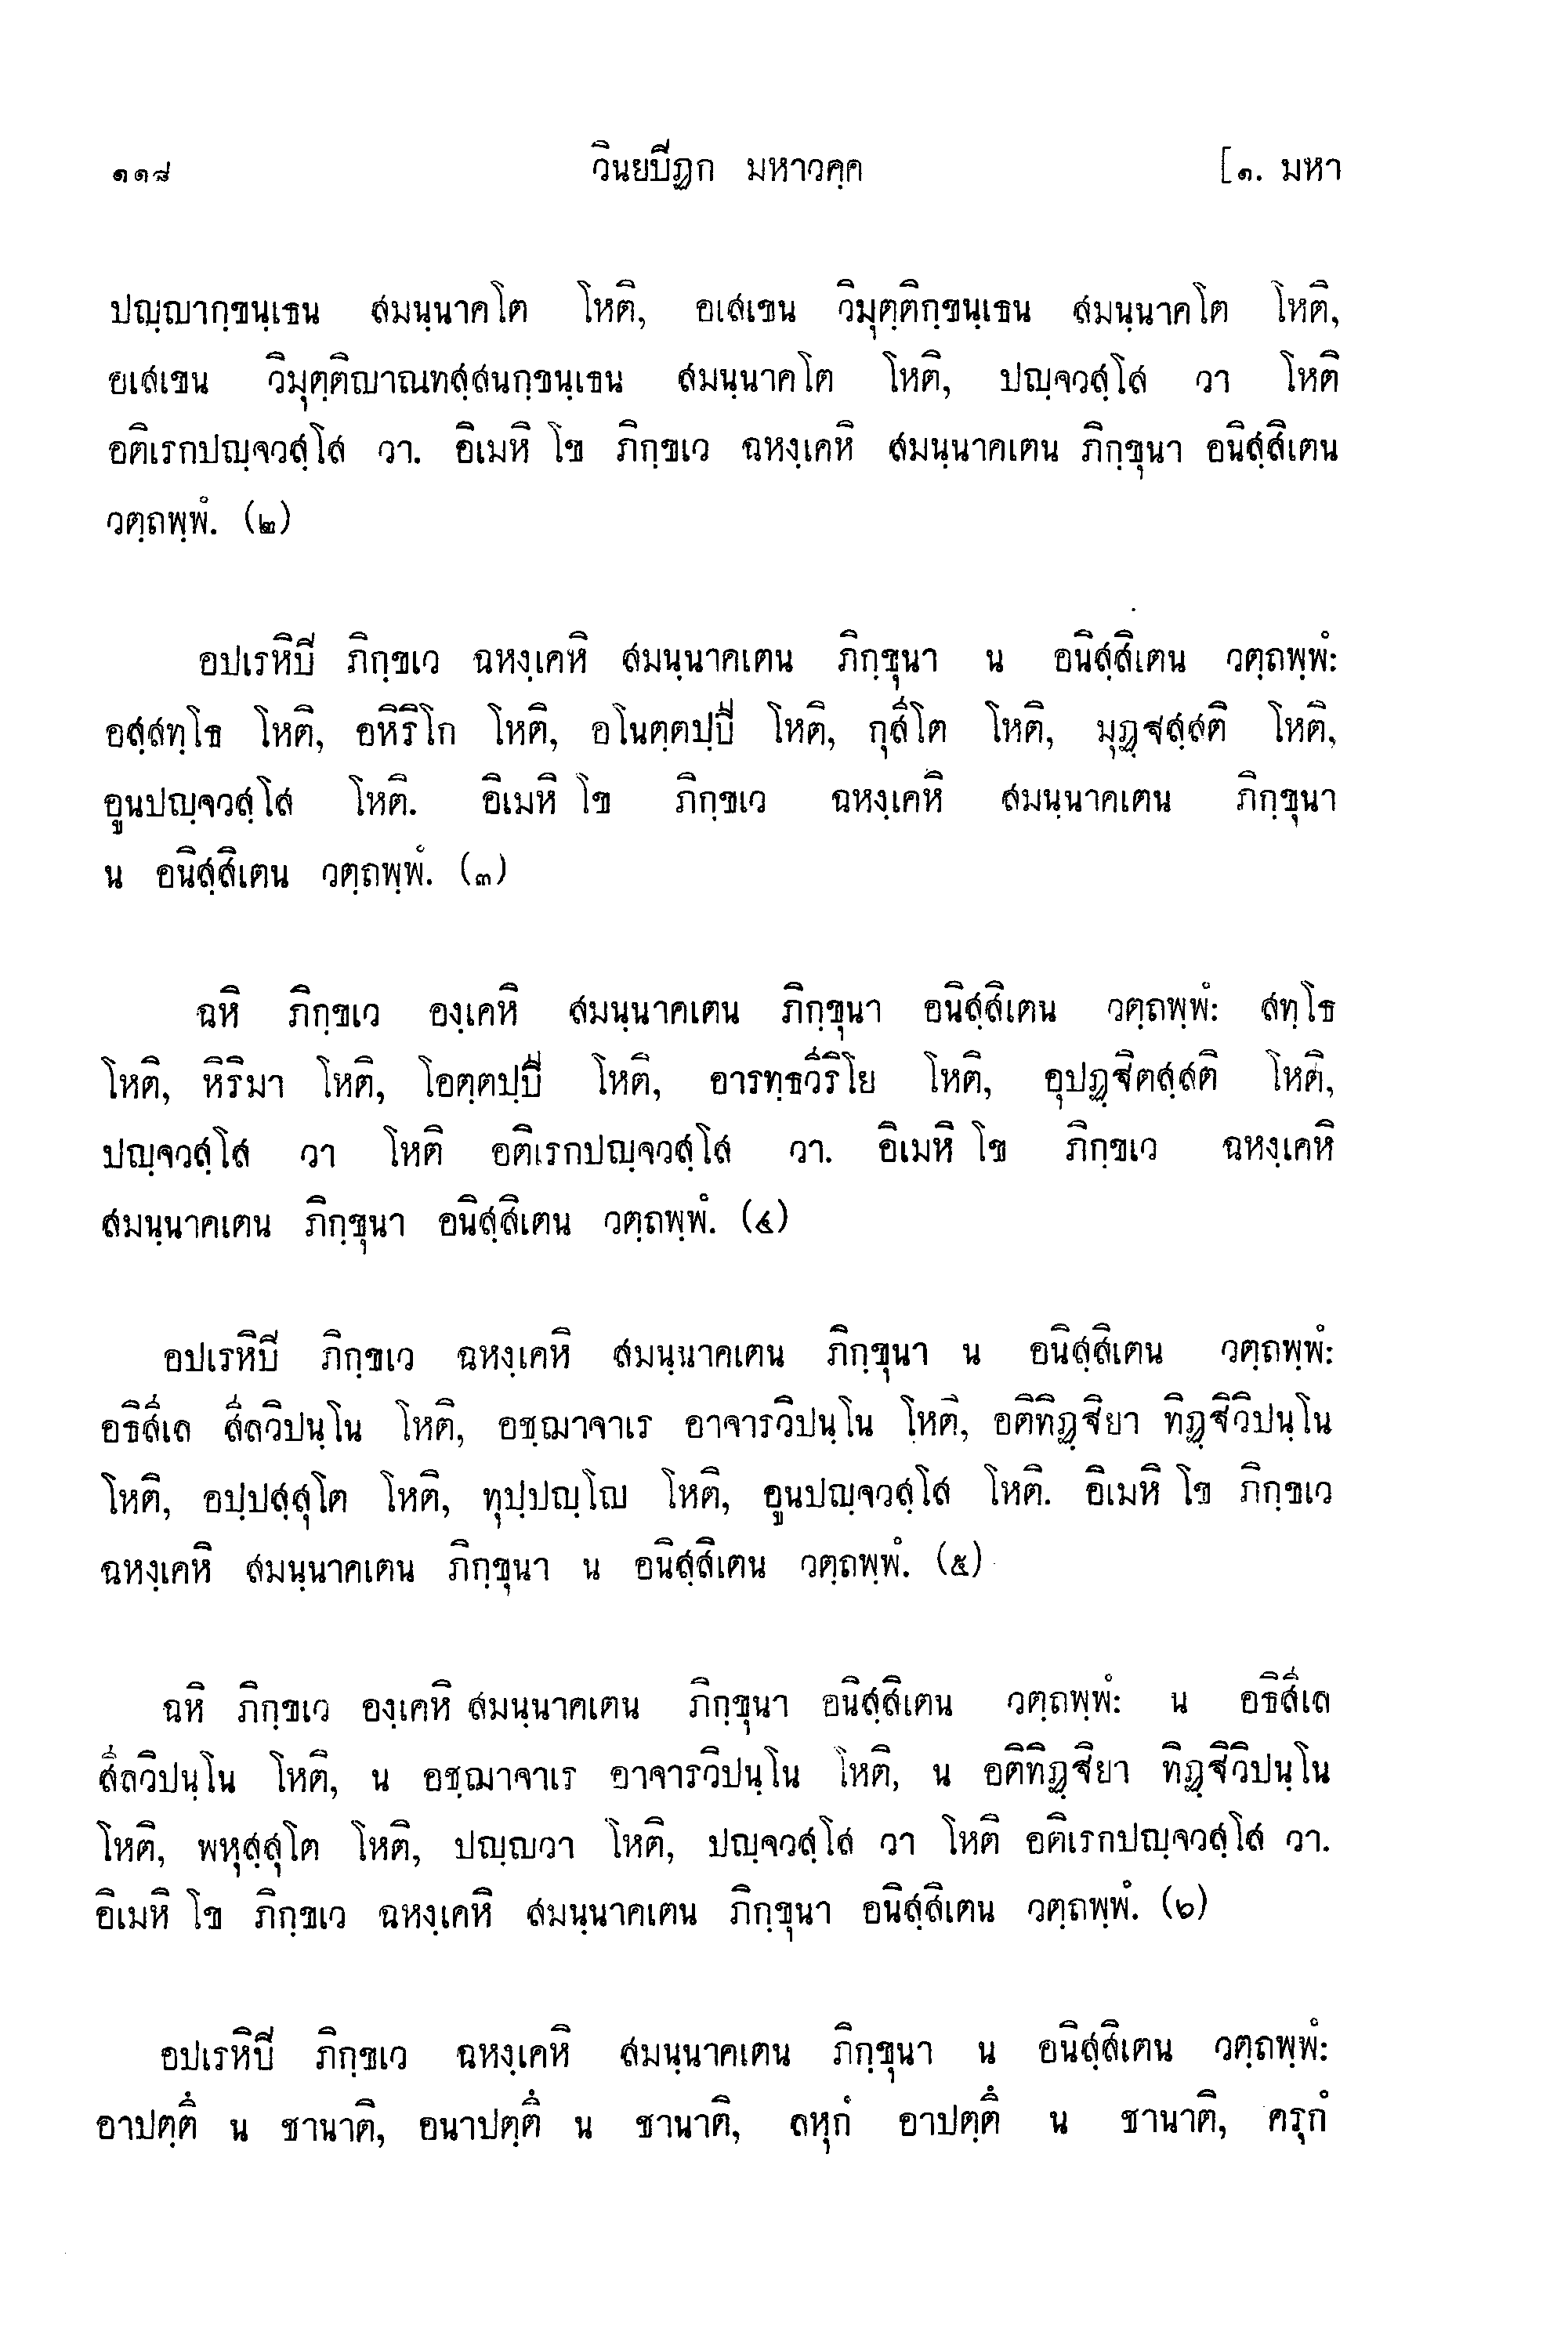 ๑๑๘ วินยปีฏก มหาวคฺค [๑. มหา
ปญฺญากฺขนฺเธน สมนฺนาคโต โหติ, อเสเขน วิมุตฺติกฺขนฺเธน สมนฺนาคโต โหติ,
อเสเขน วิมุตฺติญาณทสฺสนกฺขนฺเธน สมนฺนาคโต โหติ, ปญฺจวสฺโส วา โหติ
อติเรกปญฺจวสฺโส วา. อิเมหิ โข ภิกฺขเว ฉหงฺเคหิ สมนฺนาคเตน ภิกฺขุนา อนิสฺสิเตน
วตฺถพฺพํ. (๒)
อปเรหิปี ภิกฺขเว ฉหงฺเคหิ สมนฺนาคเตน ภิกฺขุนา น อนิสฺสิเตน วตฺถพฺพํ:
อสฺสทฺโธ โหติ, อหิริโก โหติ, อโนตฺตปฺปี โหติ, กุสีโต โหติ, มุฏฺฐสฺสติ โหติ,
อูนปญฺจวสฺโส โหติ. อิเมหิ โข ภิกฺขเว ฉหงฺเคหิ สมนฺนาคเตน ภิกฺขุนา
น อนิสฺสิเตน วตฺถพฺพํ. (๓)
ฉหิ ภิกฺขเว องฺเคหิ สมนฺนาคเตน ภิกฺขุนา อนิสฺสิเตน วตฺถพฺพํ: สทฺโธ
โหติ, หิริมา โหติ, โอตฺตปฺปี โหติ, อารทฺธวีริโย โหติ, อุปฏฺฐิตสฺสติ โหติ,
ปญฺจวสฺโส วา โหติ อติเรกปญฺจวสฺโส วา. อิเมหิ โข ภิกฺขเว ฉหงฺเคหิ
สมนฺนาคเตน ภิกฺขุนา อนิสฺสิเตน วตฺถพฺพํ. (๔)
อปเรหิปี ภิกฺขเว ฉหงฺเคหิ สมนฺนาคเตน ภิกฺขุนา น อนิสฺสิเตน วตฺถพฺพํ:
อธิสีเล สีลวิปนฺโน โหติ, อชฺฌาจาเร อาจารวิปนฺโน โหติ, อติทิฏฺฐิยา ทิฏฺฐิวิปนฺโน
โหติ, อปฺปสฺสุโต โหติ, ทุปฺปญฺโญ โหติ, อูนปญฺจวสฺโส โหติ. อิเมหิ โข ภิกฺขเว
ฉหงฺเคหิ สมนฺนาคเตน ภิกฺขุนา น อนิสฺสิเตน วตฺถพฺพํ. (๕)
ฉหิ ภิกฺขเว องฺเคหิ สมนฺนาคเตน ภิกฺขุนา อนิสฺสิเตน วตฺถพฺพํ: น อธิสีเล
สีลวิปนฺโน โหติ, น อชฺฌาจาเร อาจารวิปนฺโน โหติ, น อติทิฏฺฐิยา ทิฏฺฐิวิปนฺโน
โหติ, พหุสฺสุโต โหติ, ปญฺญวา โหติ, ปญฺจวสฺโส วา โหติ อติเรกปญฺจวสฺโส วา.
อิเมหิ โข ภิกฺขเว ฉหงฺเคหิ สมนฺนาคเตน ภิกฺขุนา อนิสฺสิเตน วตฺถพฺพํ. (๖)
อปเรหิปี ภิกฺขเว ฉหงฺเคหิ สมนฺนาคเตน ภิกฺขุนา น อนิสฺสิเตน วตฺถพฺพํ:
อาปตฺตึ น ชานาติ, อนาปตฺตึ น ชานาติ, ลหุกํ อาปตฺตึ น ชานาติ, ครุกํ